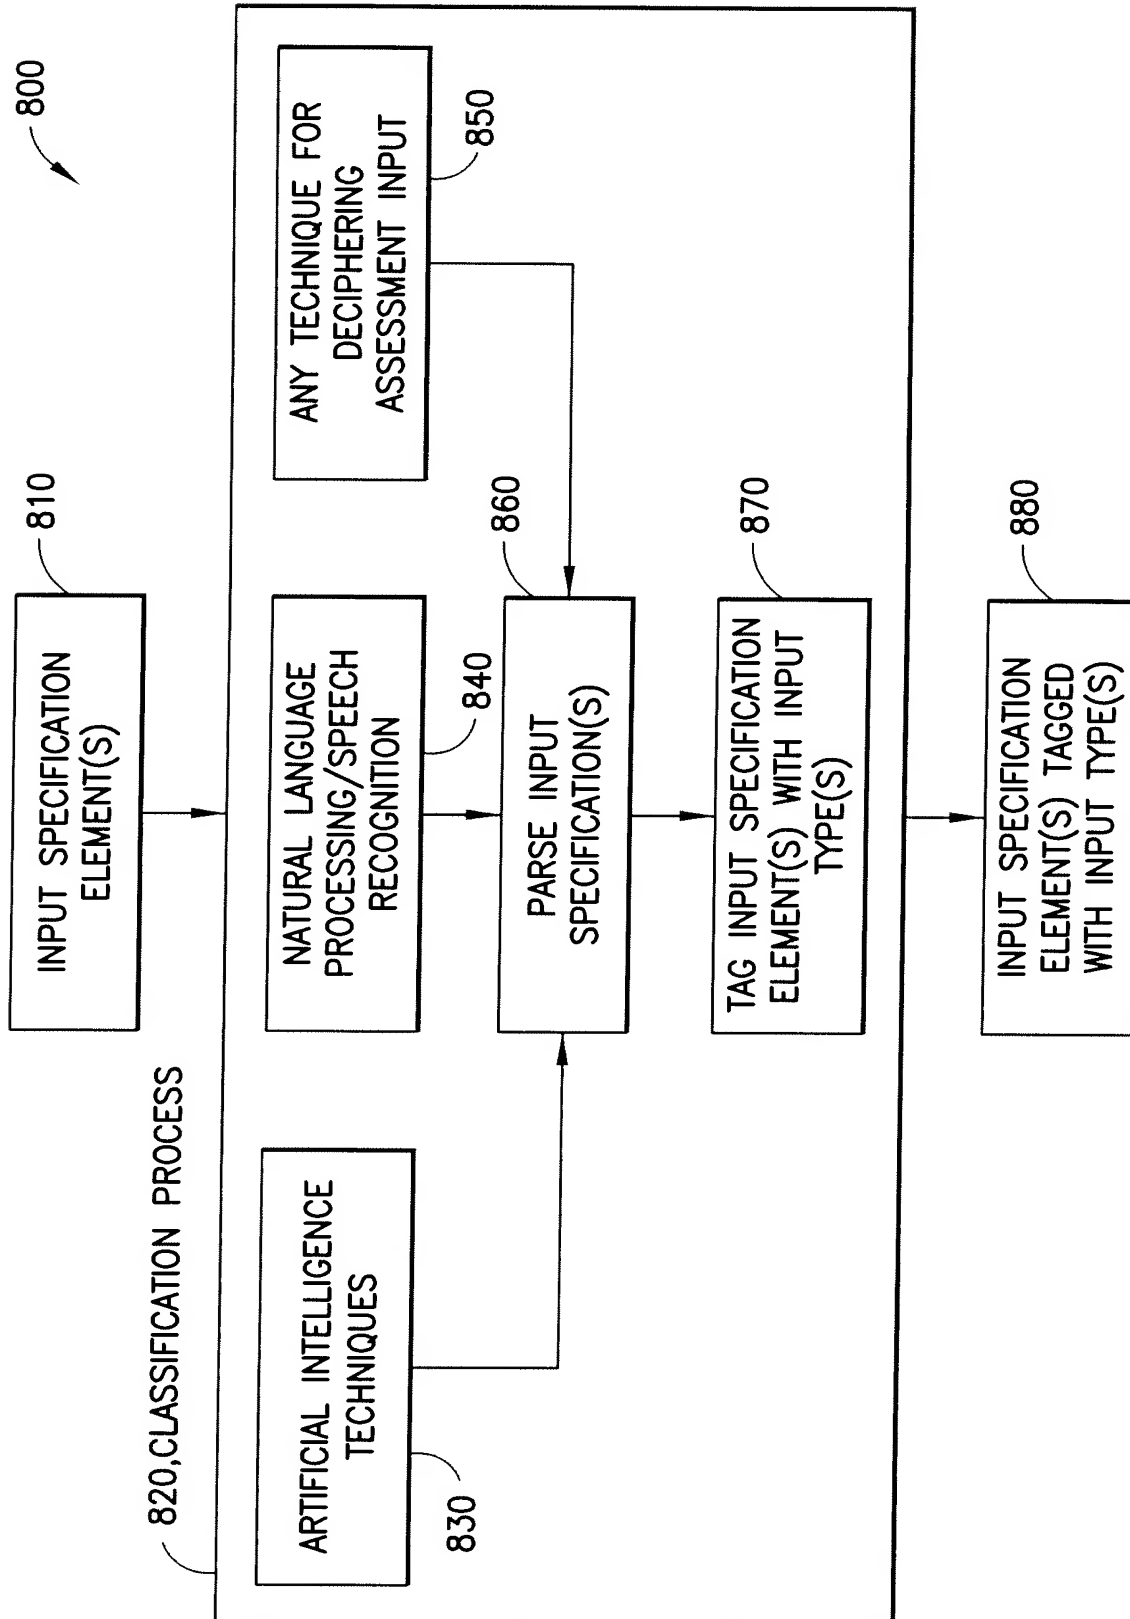 800
INPUT SPECIFICATION
ELEMENT(S)
810
820,CLASSIFICATION PROCESS
ARTIFICIAL INTELLIGENCE
TECHNIQUES
830
NATURAL LANGUAGE
PROCESSING/SPEECH
RECOGNITION
840
ANY TECHNIQUE FOR
DECIPHERING
ASSESSMENT INPUT
850
PARSE INPUT
SPECIFICATION(S)
860
TAG INPUT SPECIFICATION
ELEMENT(S) WITH INPUT
TYPE(S)
870
INPUT SPECIFICATION
ELEMENT(S) TAGGED
WITH INPUT TYPE(S)
880